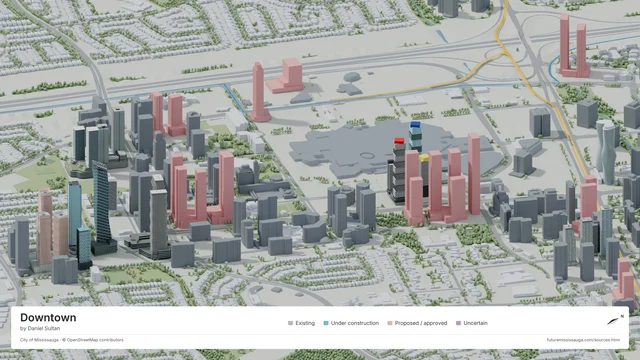 Downtown
by Daniel Sultan
Existing
Under construction
Proposed / approved
Uncertain
N
City of Mississauga · © OpenStreetMap contributors
futuremississauga.com/sources.html